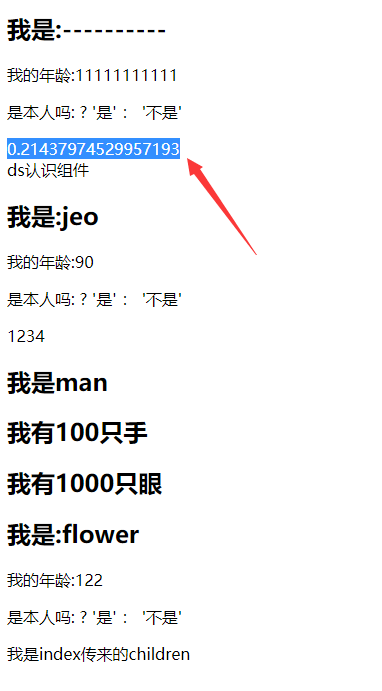 我是:----------
我的年龄:11111111111
是本人吗: ? '是' ： '不是'
0.21437974529957193
ds认识组件
我是:jeo
我的年龄:90
是本人吗: ? '是' ： '不是'
1234
我是man
我有100只手
我有1000只眼
我是:flower
我的年龄:122
是本人吗: ? '是' ： '不是'
我是index传来的children